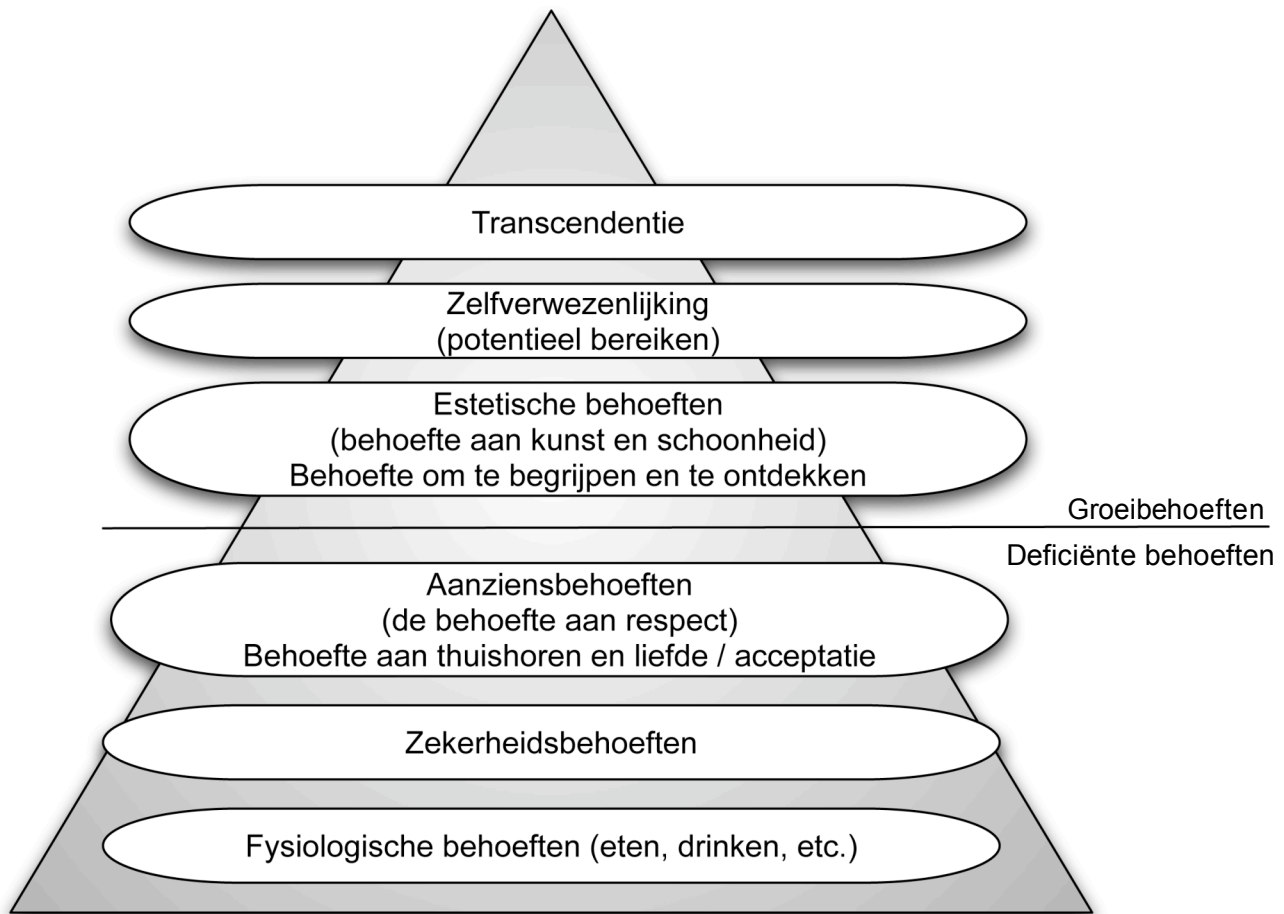 Transcendentie
Zelfverwezenlijking
(potentieel bereiken)
Estetische behoeften
(behoefte aan kunst en schoonheid)
Behoefte om te begrijpen en te ontdekken
Groeibehoeften
Deficiënte behoeften
Aanziensbehoeften
(de behoefte aan respect)
Behoefte aan thuishoren en liefde / acceptatie
Zekerheidsbehoeften
Fysiologische behoeften (eten, drinken, etc.)